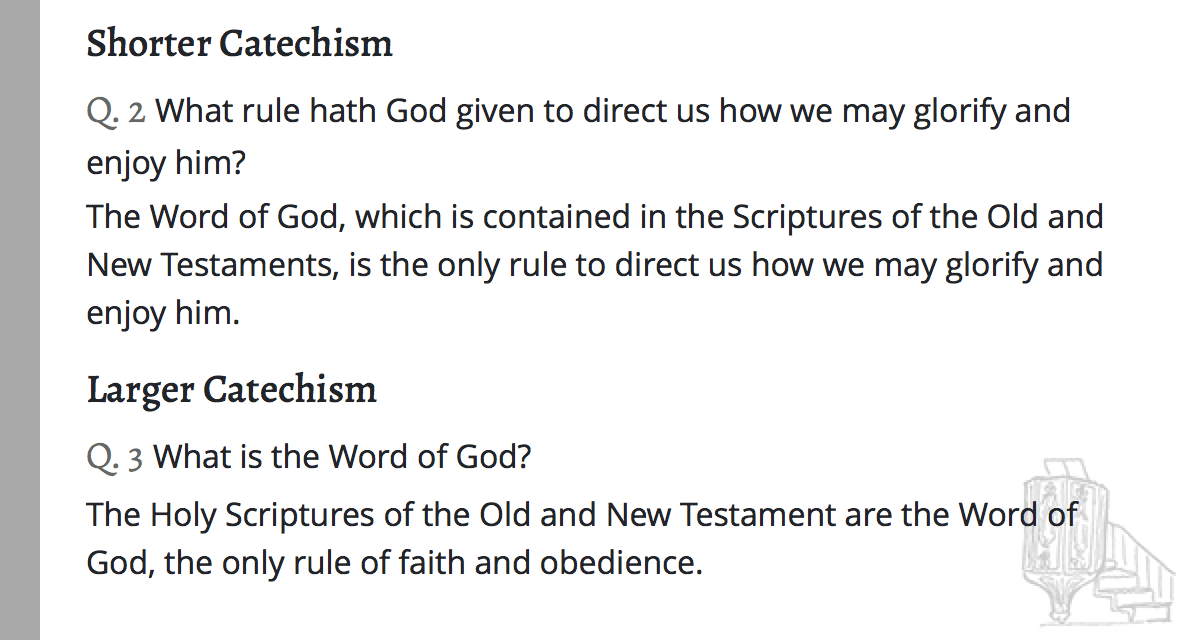 Shorter Catechism
Q. 2 What rule hath God given to direct us how we may glorify and
enjoy him?
The Word of God, which is contained in the Scriptures of the Old and
New Testaments, is the only rule to direct us how we may glorify and
enjoy him.
Larger Catechism
Q. 3 What is the Word of God?
The Holy Scriptures of the Old and New Testament are the Word of
God, the only rule of faith and obedience.